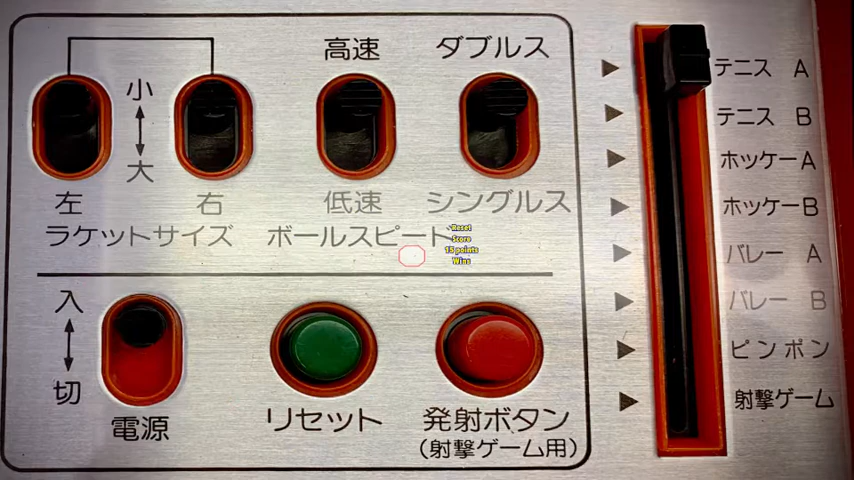 高速
ダブルス
小
大
左
右
低速
シングルス
ラケットサイズ
ボールスピード
Reset
Score
15 points
Wins
入
切
電源
リセット
発射ボタン
(射撃ゲーム用)
テニス A
テニス B
ホッケーA
ホッケーB
バレー A
バレー B
ピンポン
射撃ゲーム